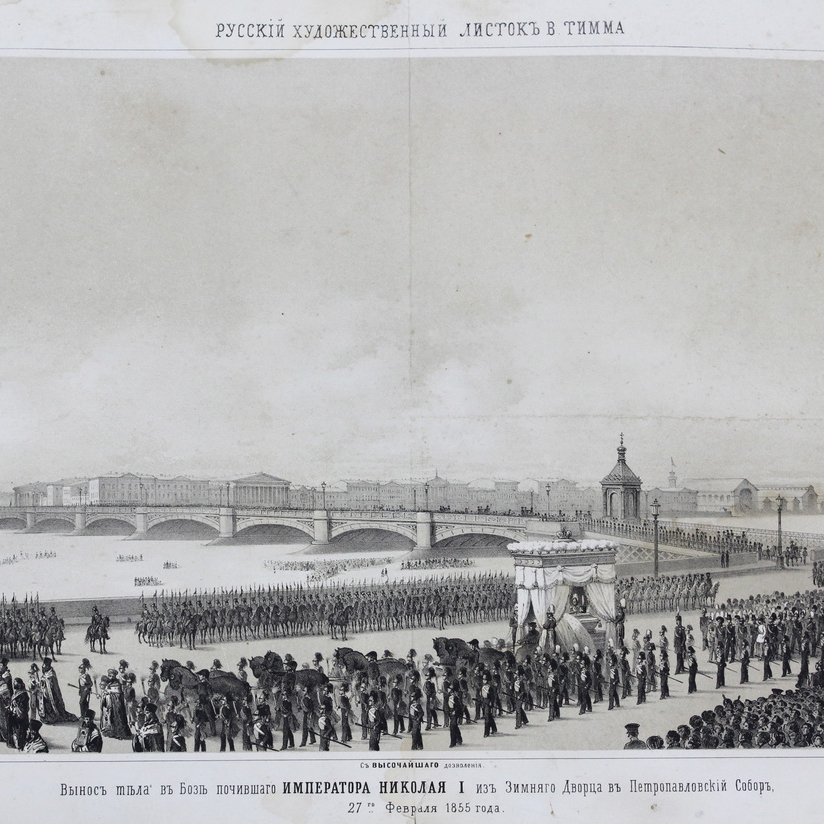 РУССКІЙ ХУДОЖЕСТВЕННЫЙ ЛИСТОКЪ В. ТИММА
Съ ВЫСОЧАЙШАГО дозволенія.
Выносъ тѣла въ Бозѣ почившаго ИМПЕРАТОРА НИКОЛАЯ I изъ Зимняго Дворца въ Петропавловскій Соборъ,
27го Февраля 1855 года.